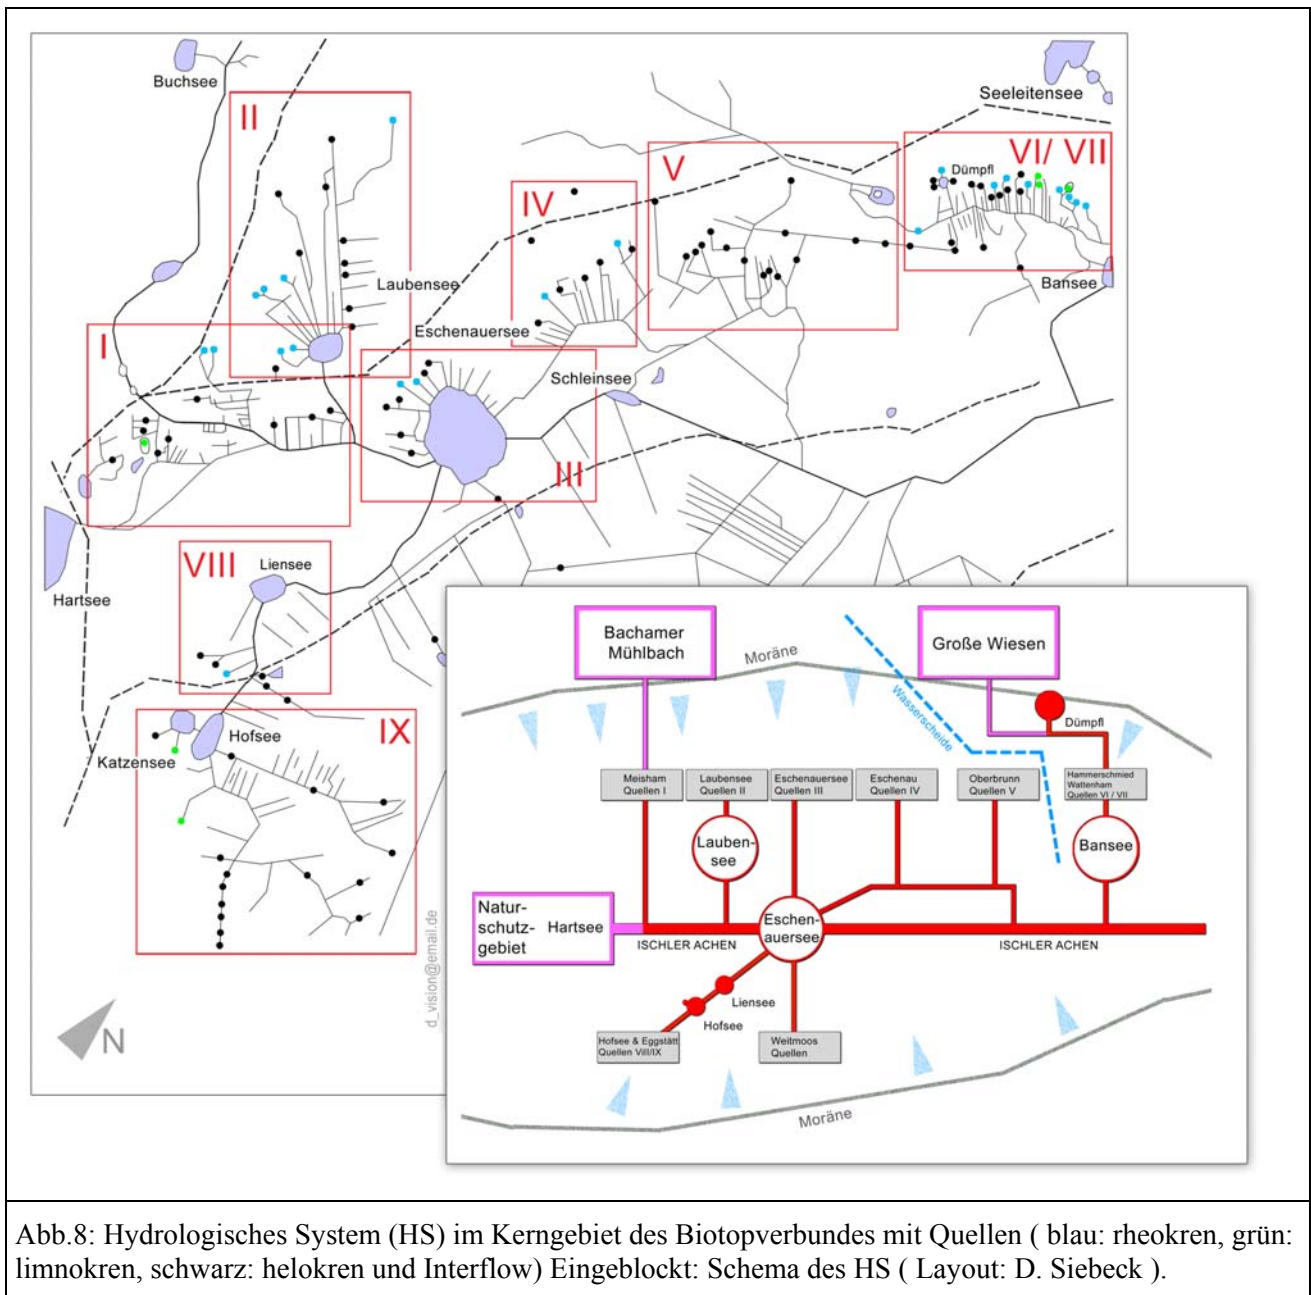 Buchsee
Seeleitensee
II
VI/ VII
V
Dümpfl
IV
Laubensee
Bansee
Eschenauersee
I
Schleinsee
III
VIII
Liensee
Hartsee
IX
Hofsee
Katzensee
N
d_vision@email.de
Bachamer
Mühlbach
Moräne
Große Wiesen
Wasserscheide
Dümpfl
Meisham
Quellen I
Laubensee
Quellen II
Eschenauersee
Quellen III
Eschenau
Quellen IV
Oberbrunn
Quellen V
Hammerschmied
Wattenham
Quellen VI / VII
Lauben-
see
Bansee
Natur-
schutz-
gebiet
Hartsee
Eschen-
auersee
ISCHLER ACHEN
ISCHLER ACHEN
Liensee
Hofsee
Hofsee & Eggstätt
Quellen VIII/IX
Weitmoos
Quellen
Moräne
Abb.8: Hydrologisches System (HS) im Kerngebiet des Biotopverbundes mit Quellen ( blau: rheokren, grün:
limnokren, schwarz: helokren und Interflow) Eingeblockt: Schema des HS ( Layout: D. Siebeck ).